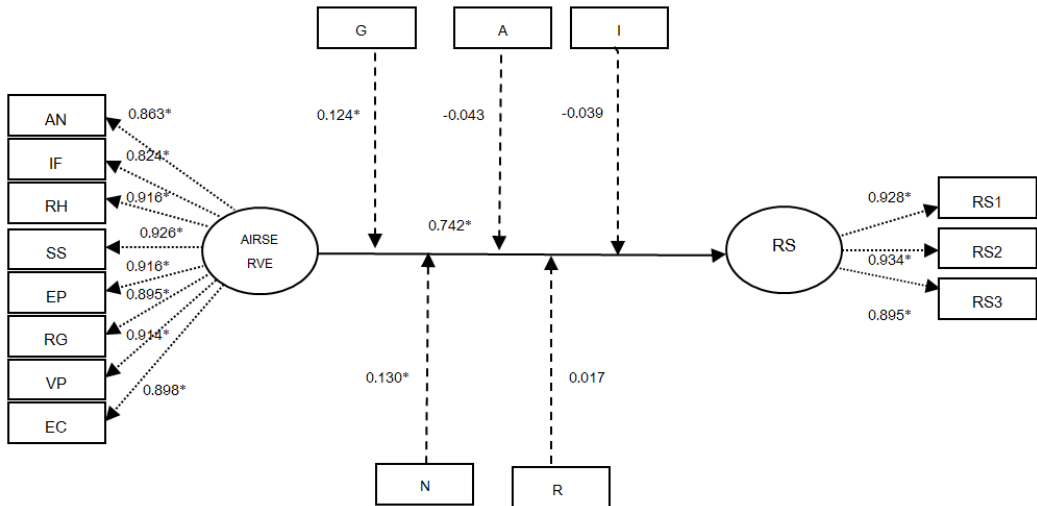 G
A
I
AN
0.863*
0.124*
-0.043
-0.039
IF
0.824*
RH
0.916*
0.928*
RS1
SS
0.926*
AIRSE
RVE
0.742*
RS
RS2
0.934*
EP
0.916*
RS3
0.895*
0.895*
RG
0.914*
VP
0.130*
0.017
EC
0.898*
N
R